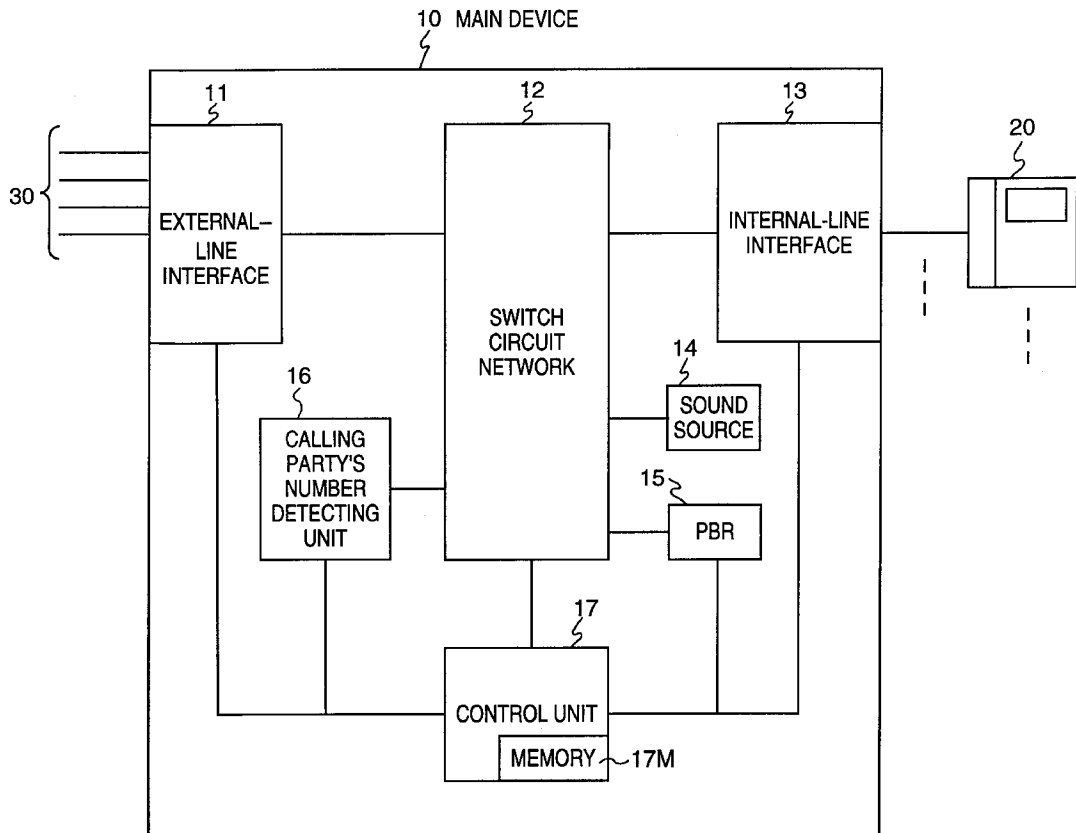 10 MAIN DEVICE
11
12
13
20
30
EXTERNAL–
LINE
INTERFACE
INTERNAL-LINE
INTERFACE
SWITCH
CIRCUIT
NETWORK
14
SOUND
SOURCE
16
CALLING
PARTY'S
NUMBER
DETECTING
UNIT
15
PBR
17
CONTROL UNIT
MEMORY
17M